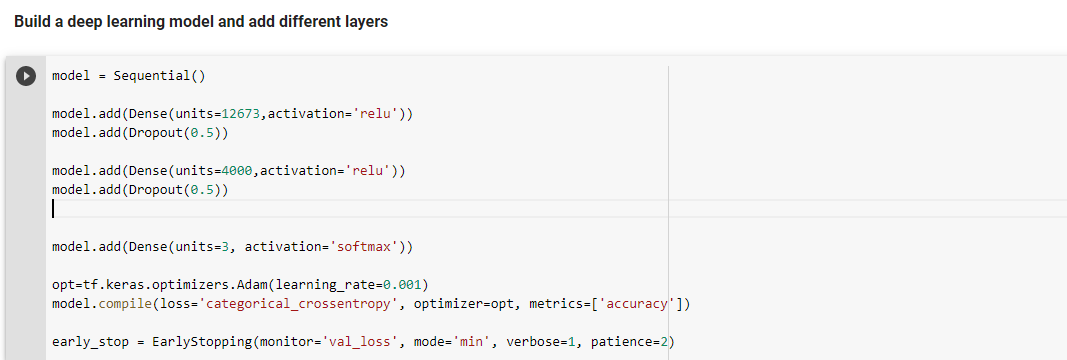 Build a deep learning model and add different layers
model = Sequential()
model.add(Dense(units=12673,activation='relu'))
model.add(Dropout(0.5))
model.add(Dense(units=4000,activation='relu'))
model.add(Dropout(0.5))
model.add(Dense(units=3, activation='softmax'))
opt=tf.keras.optimizers.Adam(learning_rate=0.001)
model.compile(loss='categorical_crossentropy', optimizer=opt, metrics=['accuracy'])
early_stop = EarlyStopping(monitor='val_loss', mode='min', verbose=1, patience=2)